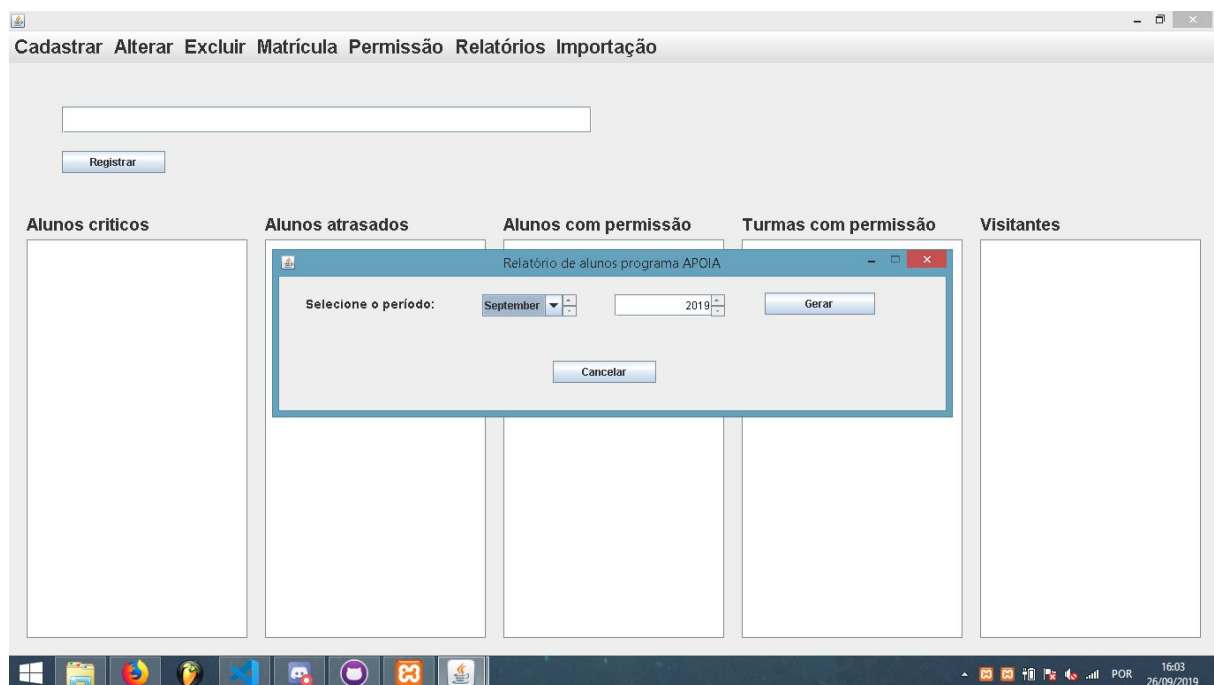 Cadastrar Alterar Excluir Matrícula Permissão Relatórios Importação
Registrar
Alunos criticos Alunos atrasados Alunos com permissão Turmas com permissão Visitantes
Relatório de alunos programa APOIA
Selecione o período: September 2019 Gerar
Cancelar
POR 16:03
26/09/2019